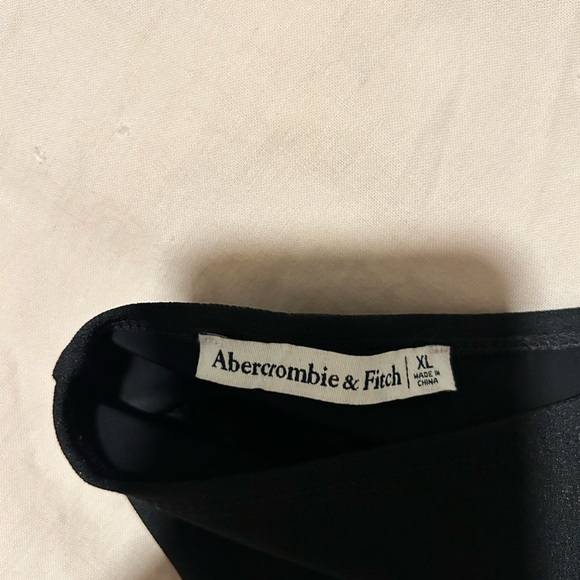 Abercrombie & Fitch
XL
MADE IN
CHINA